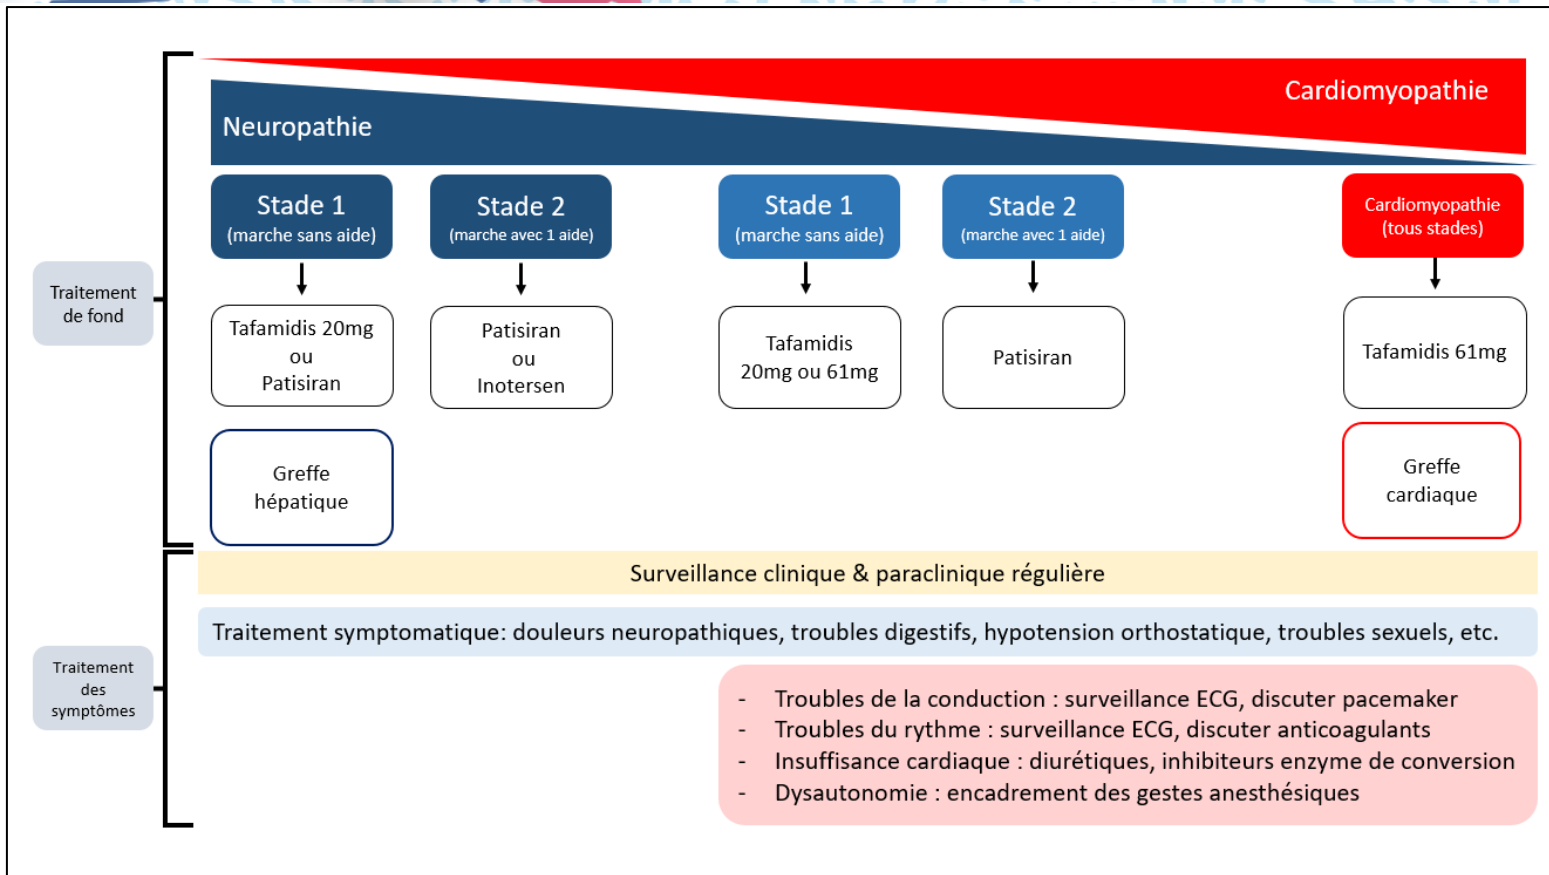 Cardiomyopathie
Neuropathie
Stade 1
(marche sans aide)
Stade 2
(marche avec 1 aide)
Stade 1
(marche sans aide)
Stade 2
(marche avec 1 aide)
Cardiomyopathie
(tous stades)
Traitement
de fond
Tafamidis 20mg
ou
Patisiran
Patisiran
ou
Inotersen
Tafamidis
20mg ou 61mg
Patisiran
Tafamidis 61mg
Greffe
hépatique
Greffe
cardiaque
Surveillance clinique & paraclinique régulière
Traitement symptomatique: douleurs neuropathiques, troubles digestifs, hypotension orthostatique, troubles sexuels, etc.
Traitement
des
symptômes
- Troubles de la conduction : surveillance ECG, discuter pacemaker
- Troubles du rythme : surveillance ECG, discuter anticoagulants
- Insuffisance cardiaque : diurétiques, inhibiteurs enzyme de conversion
- Dysautonomie : encadrement des gestes anesthésiques